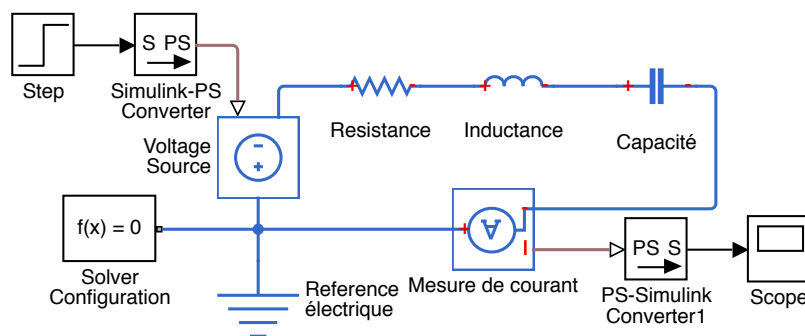 S PS
Step
Simulink-PS
Converter
+ - + - + -
Resistance
Inductance
Capacité
Voltage
Source
-
+
f(x) = 0
Solver
Configuration
+ A -
I
Mesure de courant
PS S
PS-Simulink
Converter1
Scope
Reference
électrique